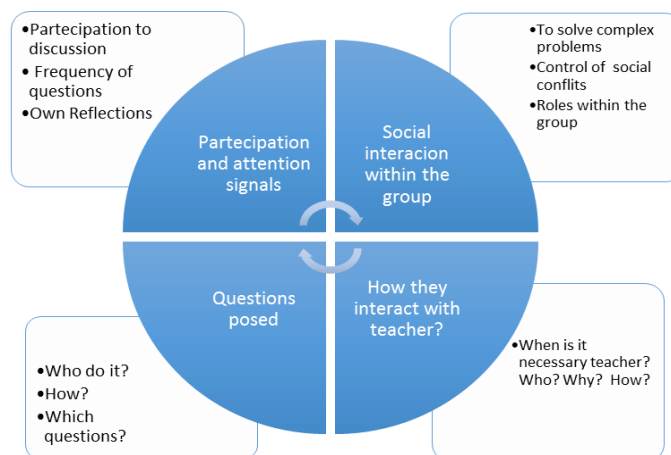 •Partecipation to
discussion
• Frequency of
questions
•Own Reflections
•To solve complex
problems
•Control of  social
conflits
•Roles within the
group
Partecipation
and attention
signals
Social
interacion
within the
group
Questions
posed
How they
interact with
teacher?
•Who do it?
•How?
•Which
questions?
•When is it
necessary teacher?
Who? Why?  How?